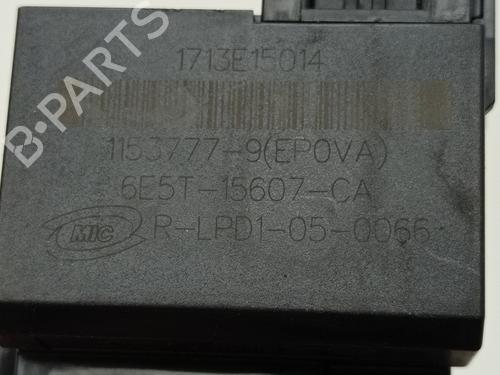 1713E15014
1153777-9(EP0VA)
6E5T-15607-CA
MIC R-LPD1-05-0066
B-PARTS